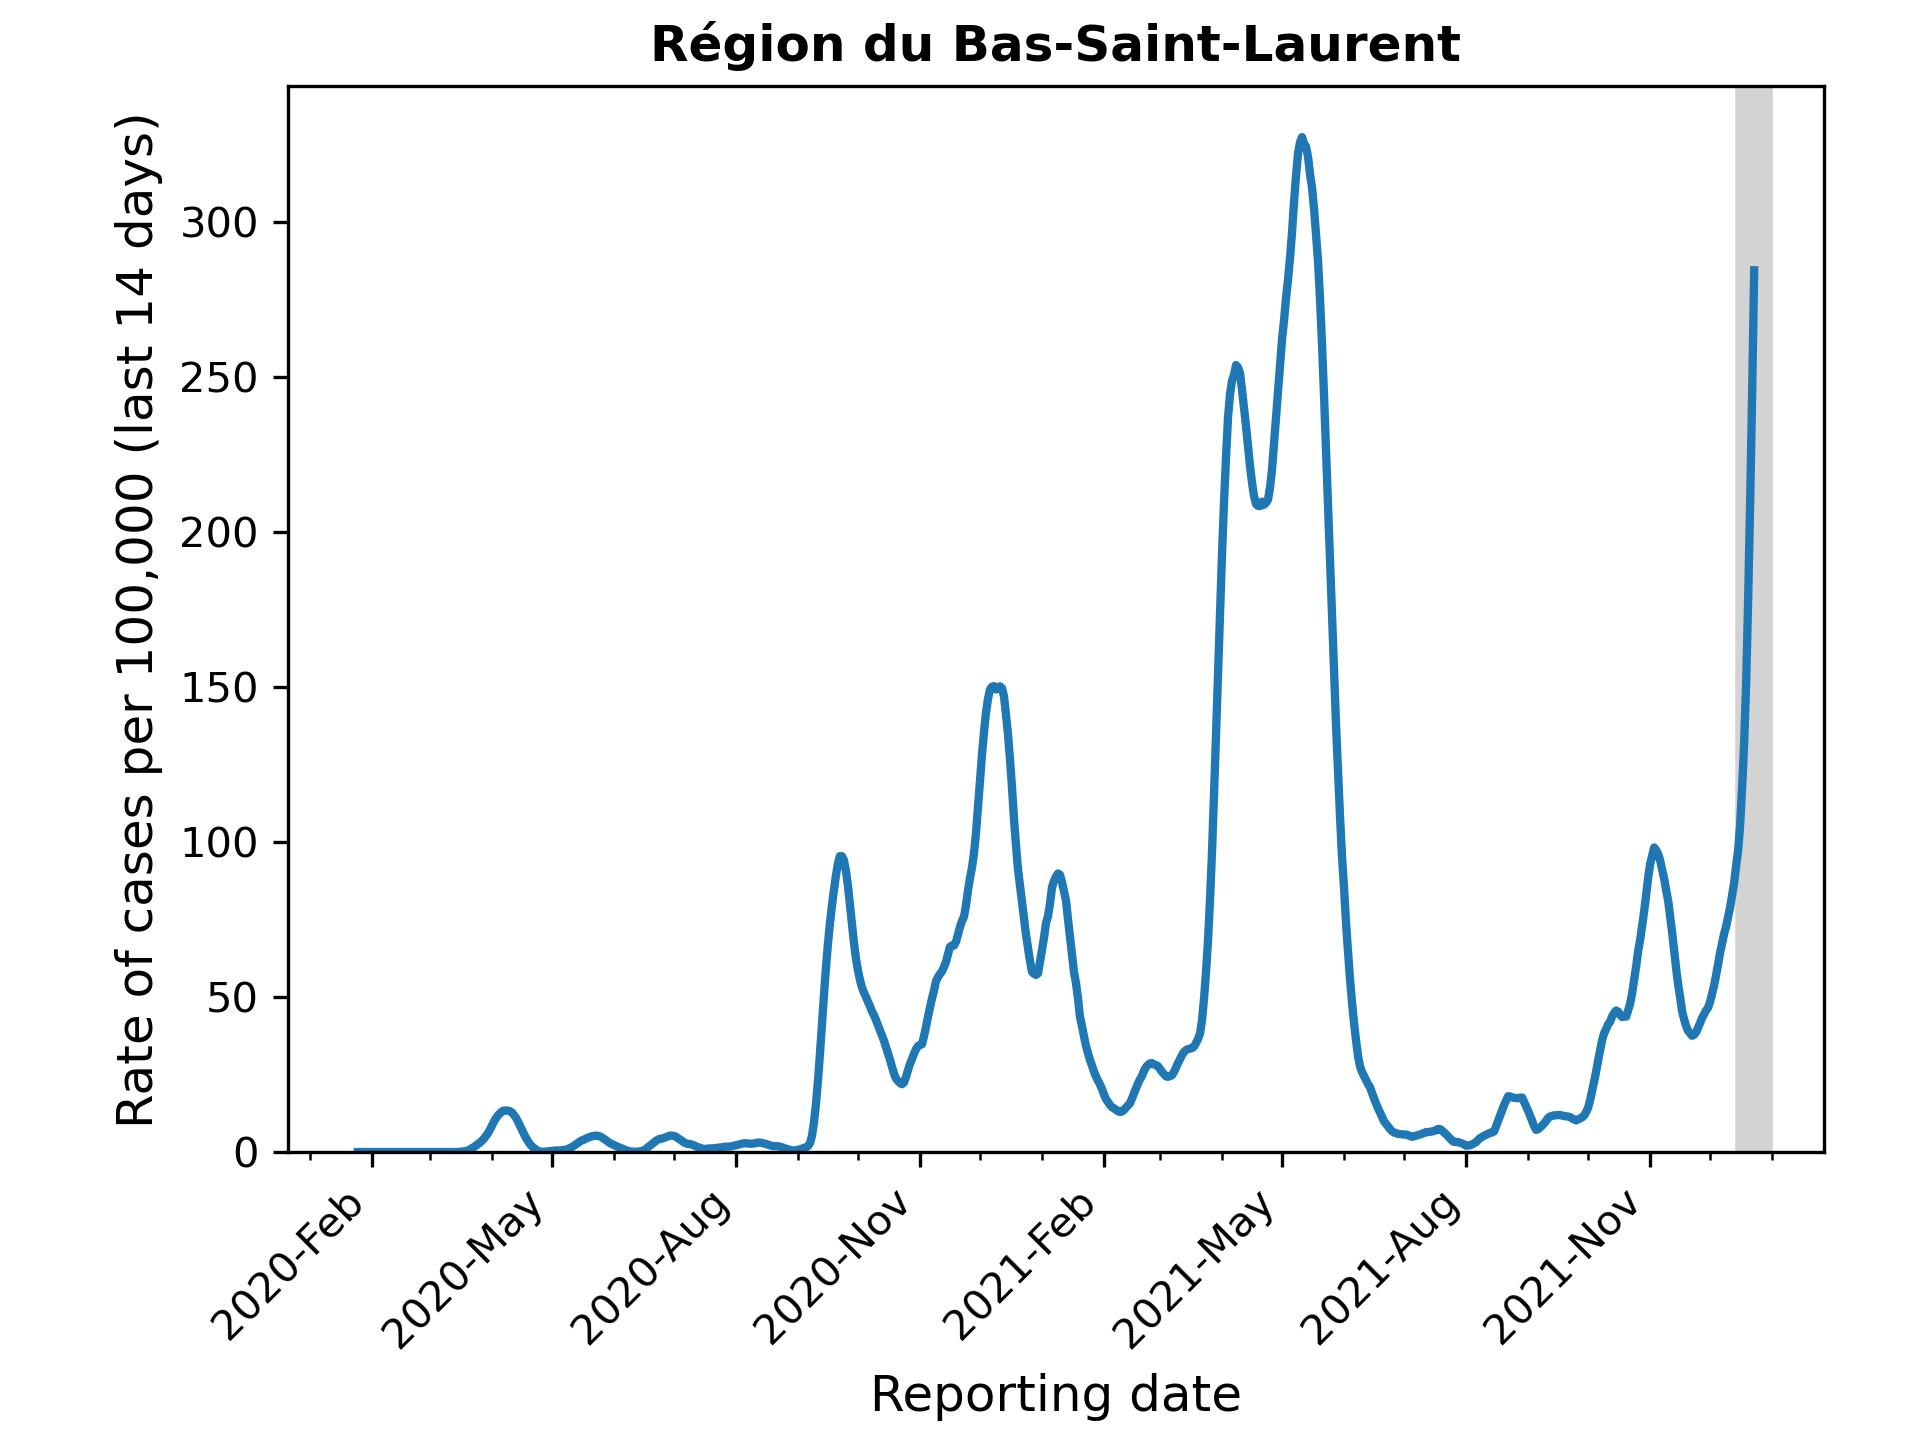 Région du Bas-Saint-Laurent
Rate of cases per 100,000 (last 14 days)
300
250
200
150
100
50
0
2020-Feb
2020-May
2020-Aug
2020-Nov
2021-Feb
2021-May
2021-Aug
2021-Nov
Reporting date